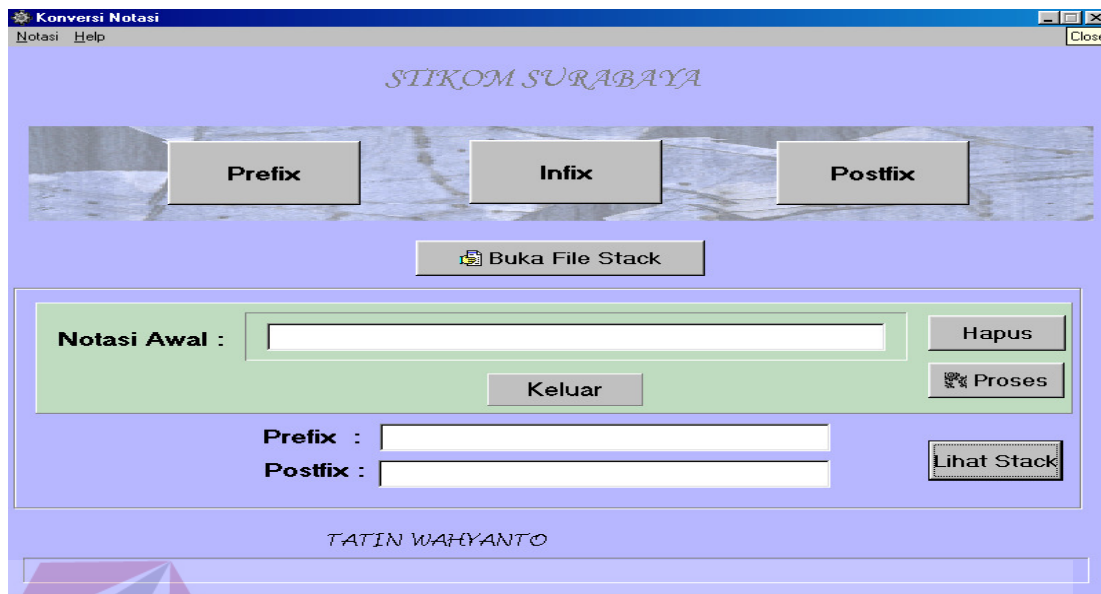 Konversi Notasi
Notasi Help
Close
STIKOM SURABAYA
Prefix Infix Postfix
Buka File Stack
Notasi Awal :
Hapus
Proses
Keluar
Prefix :
Postfix :
Lihat Stack
TATIN WAHYANTO